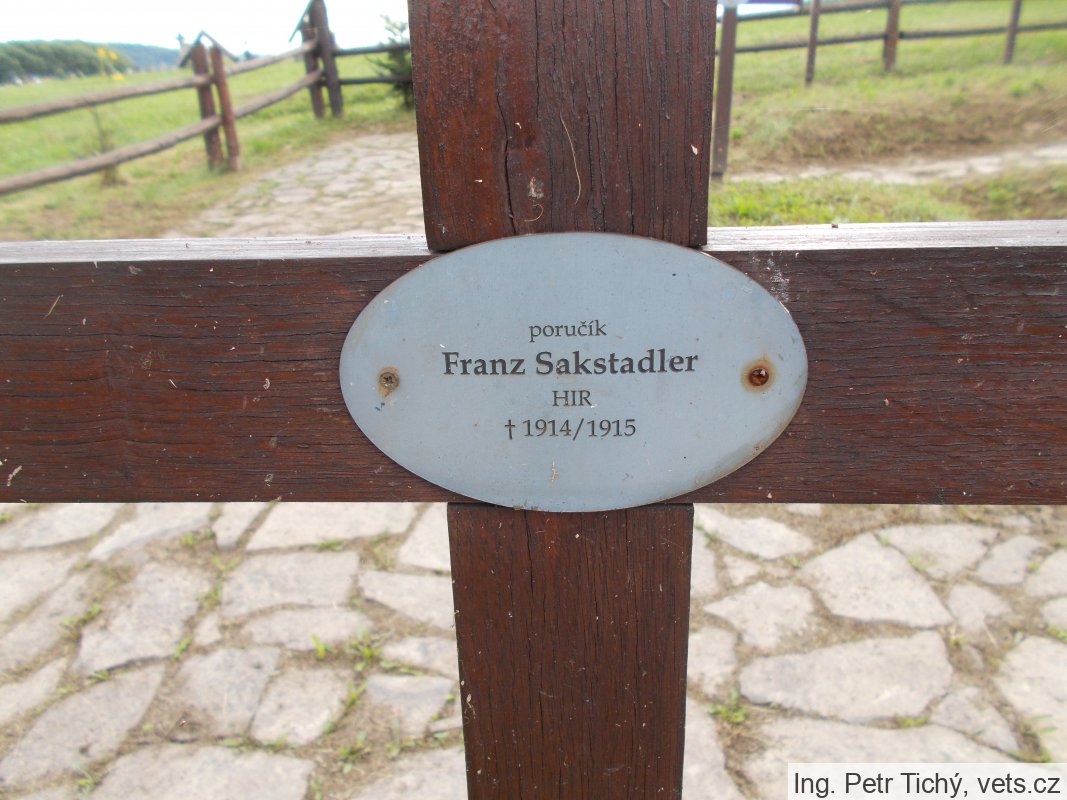 poručík
Franz Sakstadler
HIR
† 1914/1915
Ing. Petr Tichý, vets.cz